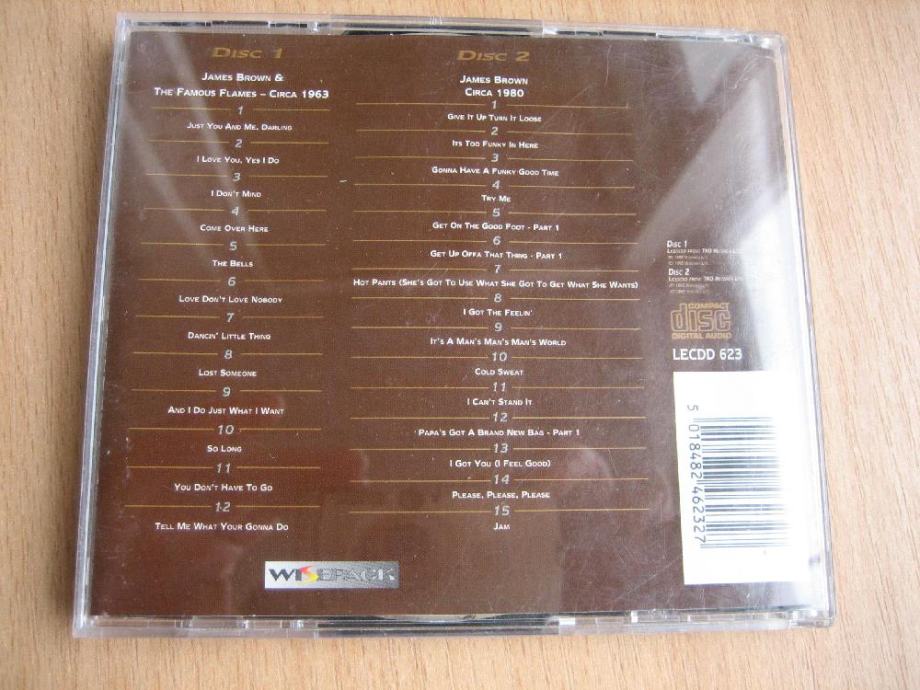 Disc 1
James Brown &
The Famous Flames – Circa 1963
1
Just You And Me, Darling
2
I Love You, Yes I Do
3
I Don't Mind
4
Come Over Here
5
The Bells
6
Love Don't Love Nobody
7
Dancin' Little Thing
8
Lost Someone
9
And I Do Just What I Want
10
So Long
11
You Don't Have To Go
12
Tell Me What Your Gonna Do
Disc 2
James Brown
Circa 1980
1
Give It Up Turn It Loose
2
Its Too Funky In Here
3
Gonna Have A Funky Good Time
4
Try Me
5
Get On The Good Foot - Part 1
6
Get Up Offa That Thing - Part 1
7
Hot Pants (She's Got To Use What She Got To Get What She Wants)
8
I Got The Feelin'
9
It's A Man's Man's Man's World
10
Cold Sweat
11
I Can't Stand It
12
Papa's Got A Brand New Bag - Part 1
13
I Got You (I Feel Good)
14
Please, Please, Please
15
Jam
Disc 1
Disc 2
COMPACT
disc
DIGITAL AUDIO
LECDD 623
5 018482 462327
WISEPACK